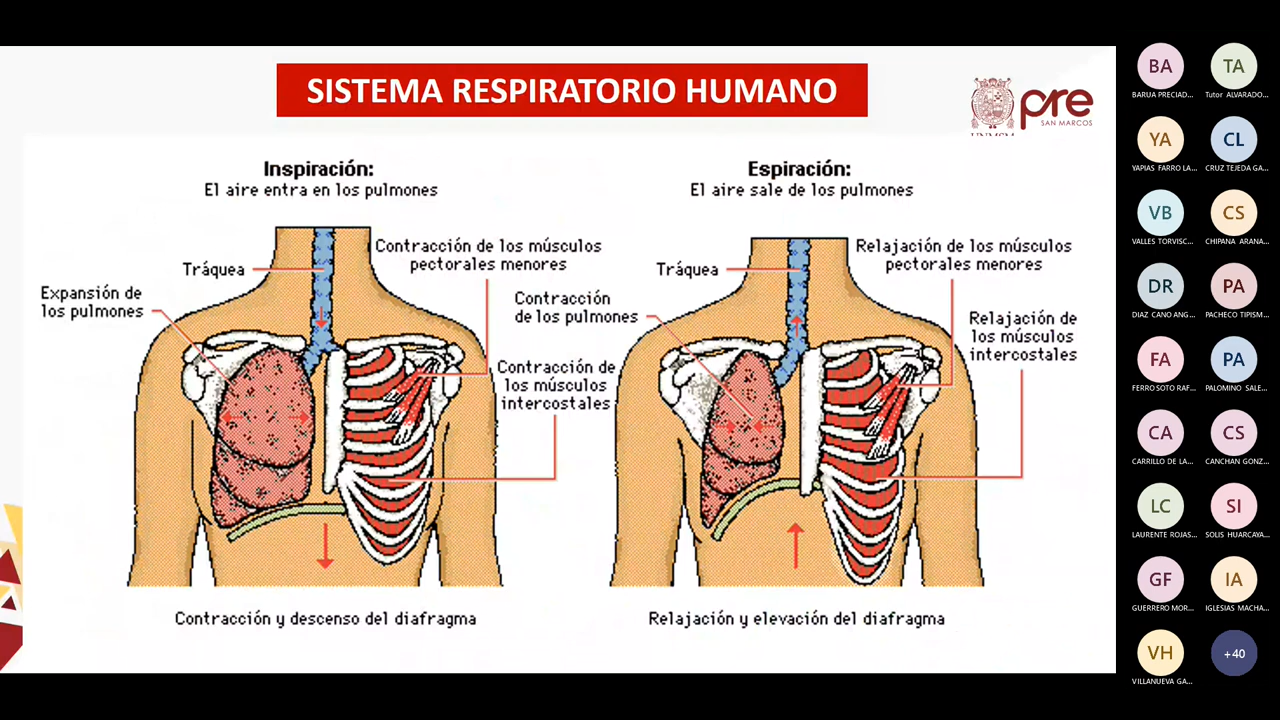 SISTEMA RESPIRATORIO HUMANO
pre
SAN MARCOS
Inspiración:
El aire entra en los pulmones
Contracción de los músculos
pectorales menores
Tráquea
Expansión de
los pulmones
Contracción de
los músculos
intercostales
Contracción y descenso del diafragma
Espiración:
El aire sale de los pulmones
Relajación de los músculos
pectorales menores
Tráquea
Contracción
de los pulmones
Relajación de
los músculos
intercostales
Relajación y elevación del diafragma
BA
BARUA PRECIAD...
TA
Tutor ALVARADO...
YA
YAPIAS FARRO LA...
CL
CRUZ TEJEDA GA...
VB
VALLES TORVISC...
CS
CHIPANA ARANA...
DR
DIAZ CANO ANG...
PA
PACHECO TIPISM...
FA
FERRO SOTO RAF...
PA
PALOMINO SALE...
CA
CARRILLO DE LA...
CS
CANCHAN GONZ...
LC
LAURENTE ROJAS...
SI
SOLIS HUARCAYA...
GF
GUERRERO MOR...
IA
IGLESIAS MACHA...
VH
VILLANUEVA GA...
+40